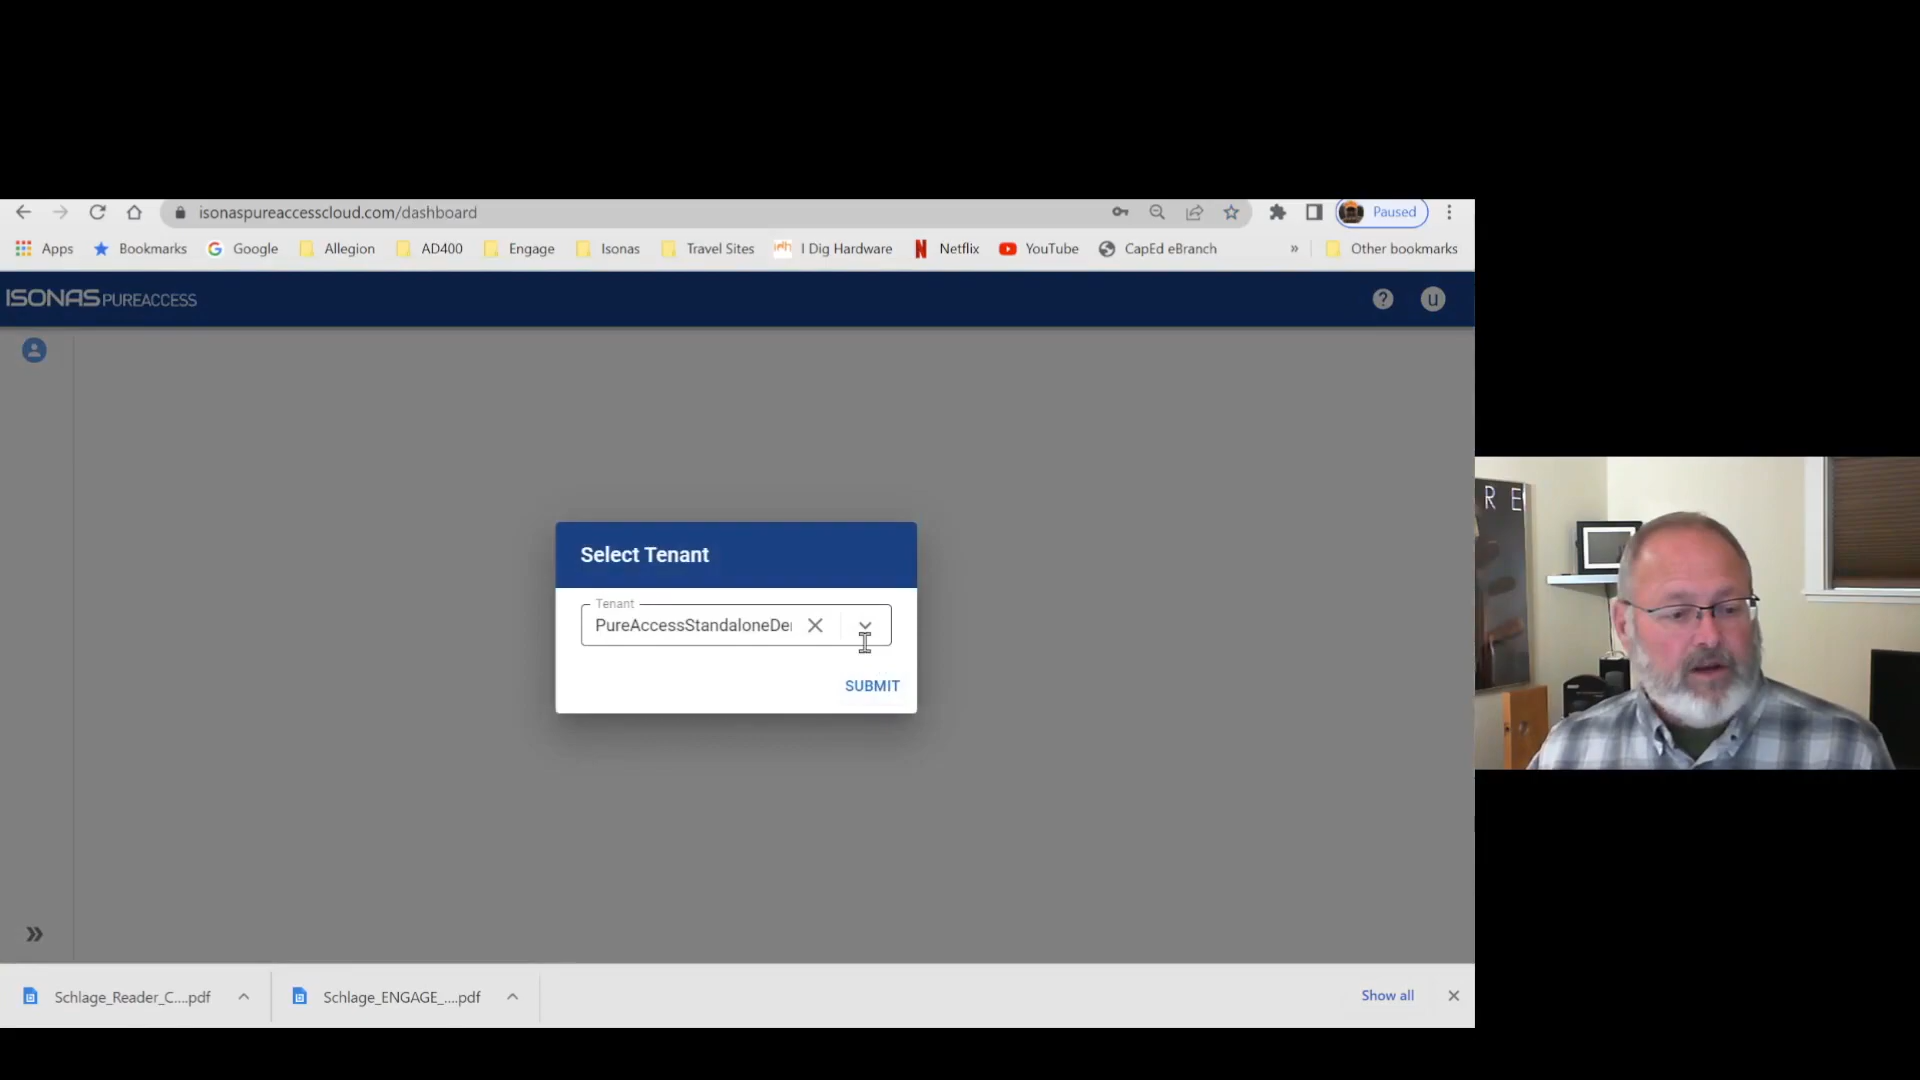 isonaspureaccesscloud.com/dashboard
Paused
Apps
Bookmarks
Google
Allegion
AD400
Engage
Isonas
Travel Sites
I Dig Hardware
Netflix
YouTube
CapEd eBranch
»
Other bookmarks
ISONAS PUREACCESS
?
u
Select Tenant
Tenant
PureAccessStandaloneDe
SUBMIT
R E
Schlage_Reader_C....pdf
Schlage_ENGAGE_....pdf
Show all